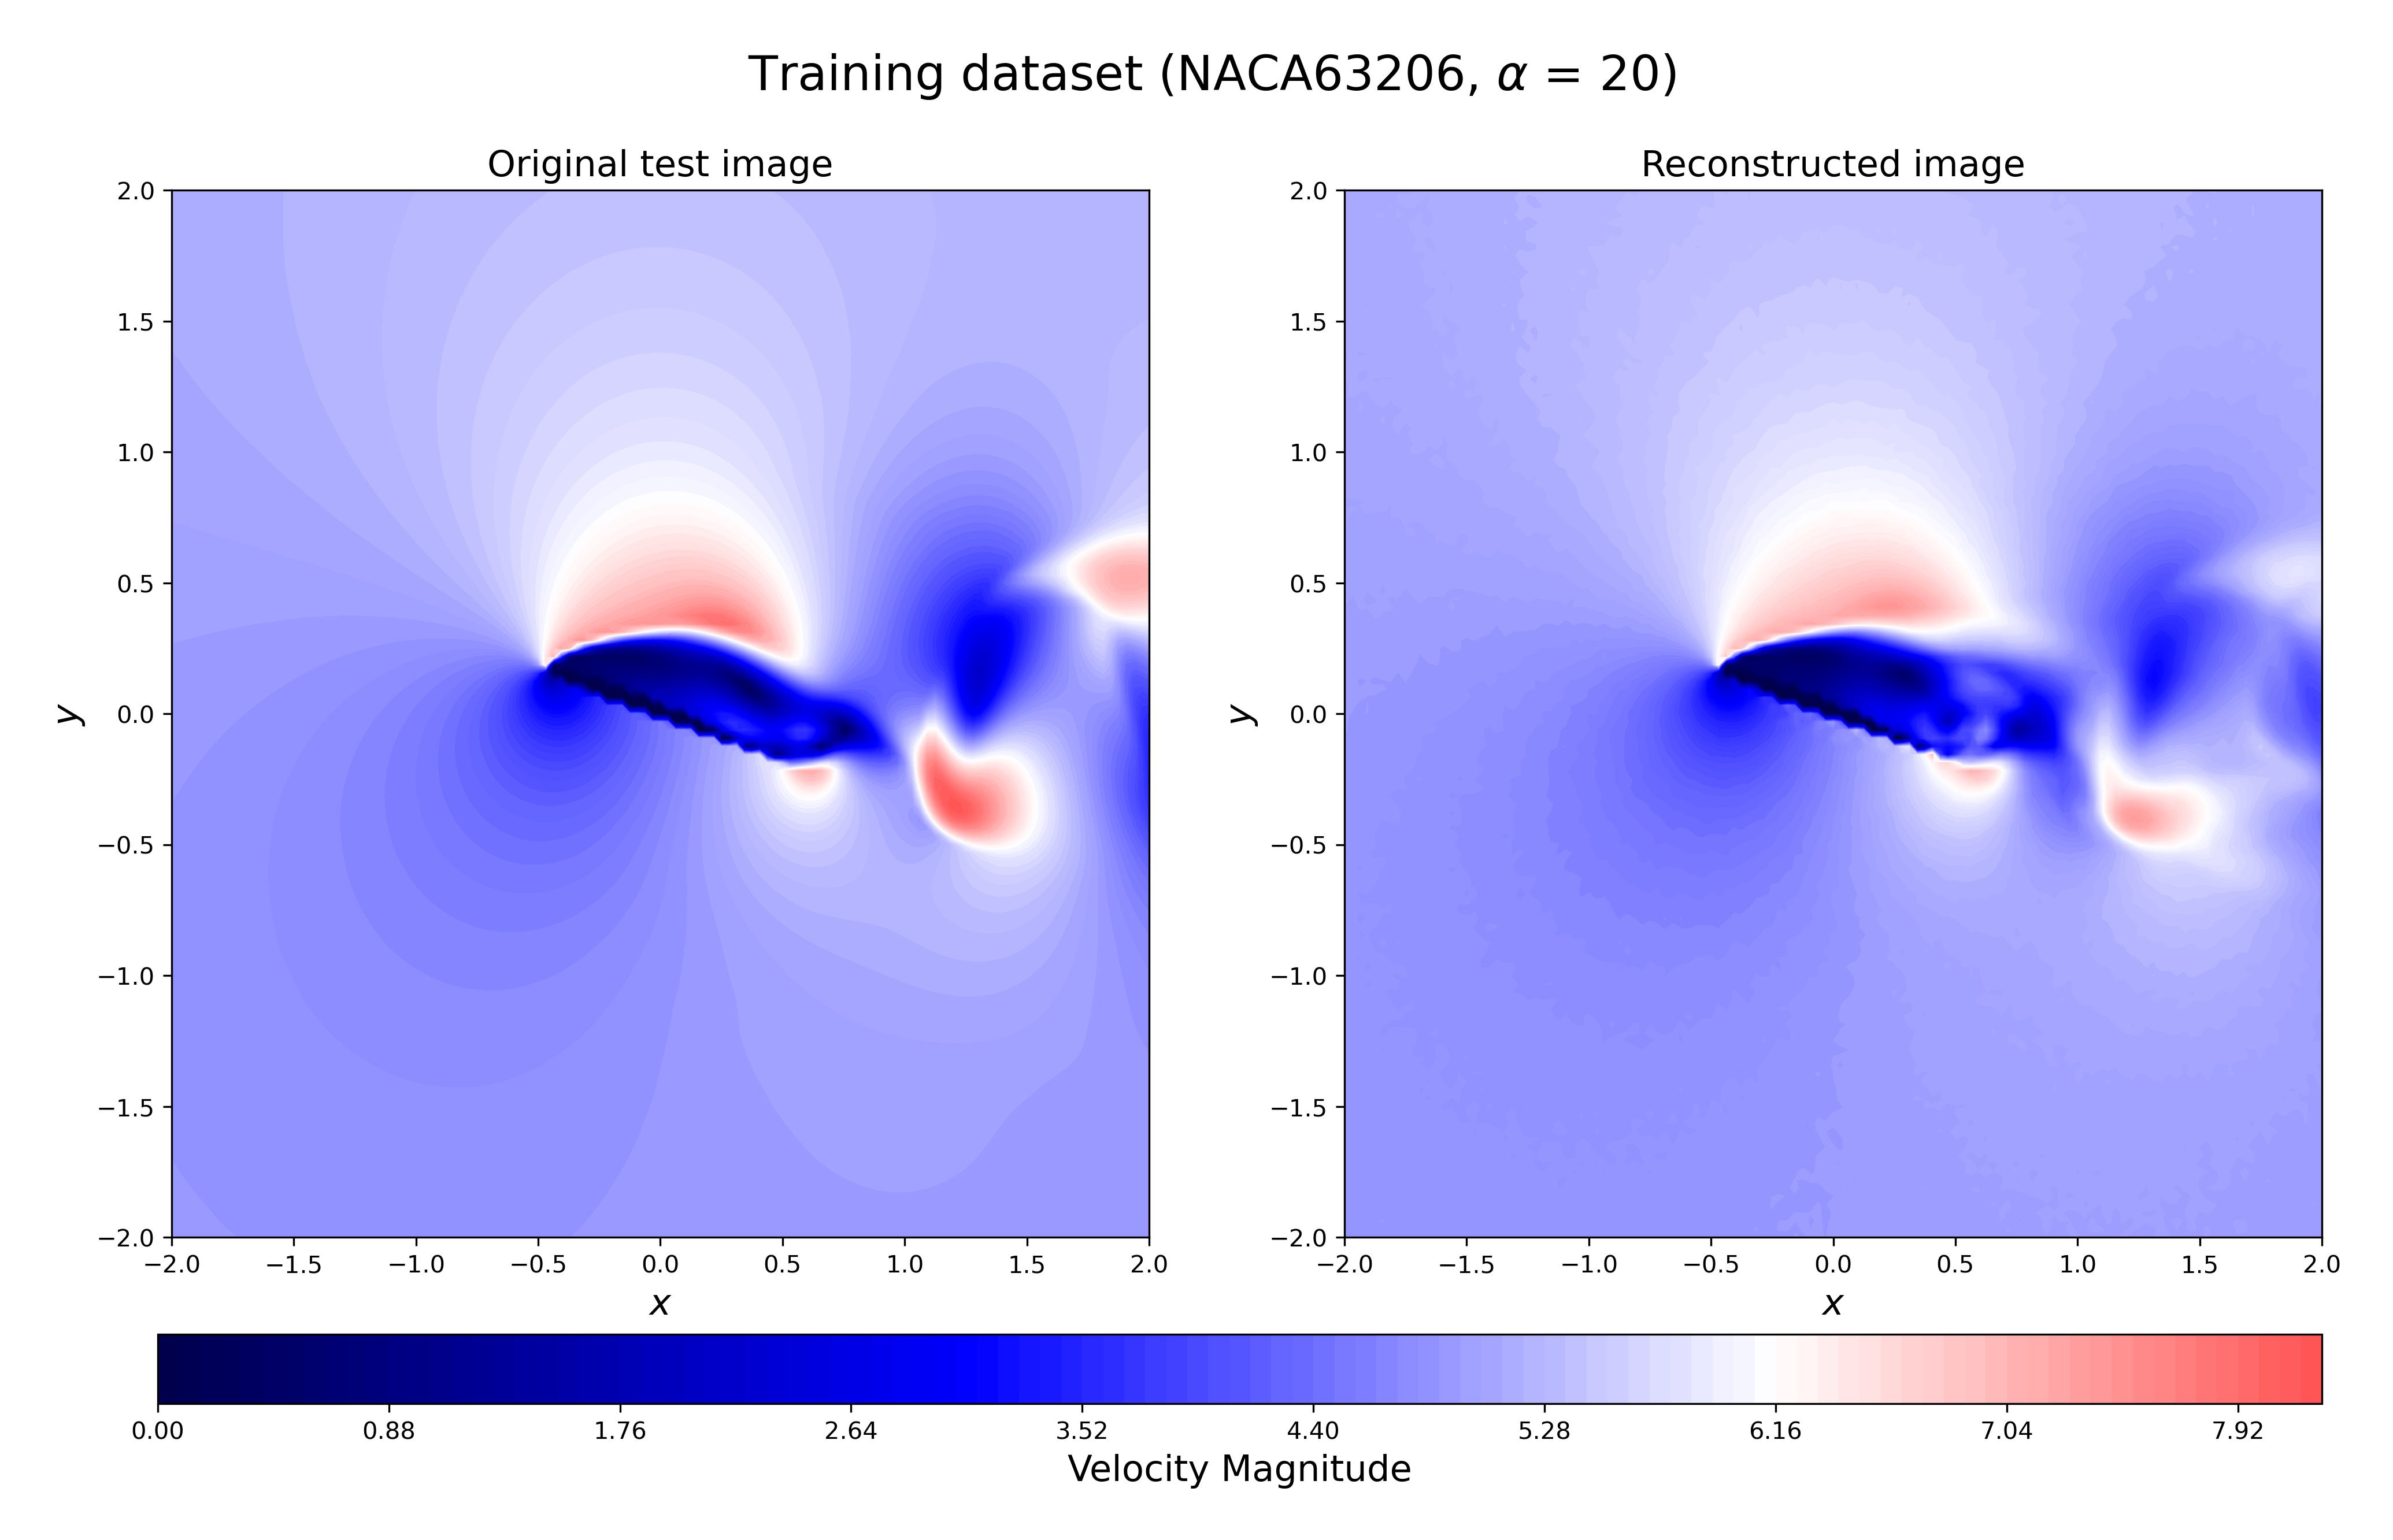 Training dataset (NACA63206, α = 20)
Original test image
Reconstructed image
2.0
1.5
1.0
0.5
0.0
−0.5
−1.0
−1.5
−2.0
y
−2.0 −1.5 −1.0 −0.5 0.0 0.5 1.0 1.5 2.0
x
2.0
1.5
1.0
0.5
0.0
−0.5
−1.0
−1.5
−2.0
y
−2.0 −1.5 −1.0 −0.5 0.0 0.5 1.0 1.5 2.0
x
0.00 0.88 1.76 2.64 3.52 4.40 5.28 6.16 7.04 7.92
Velocity Magnitude